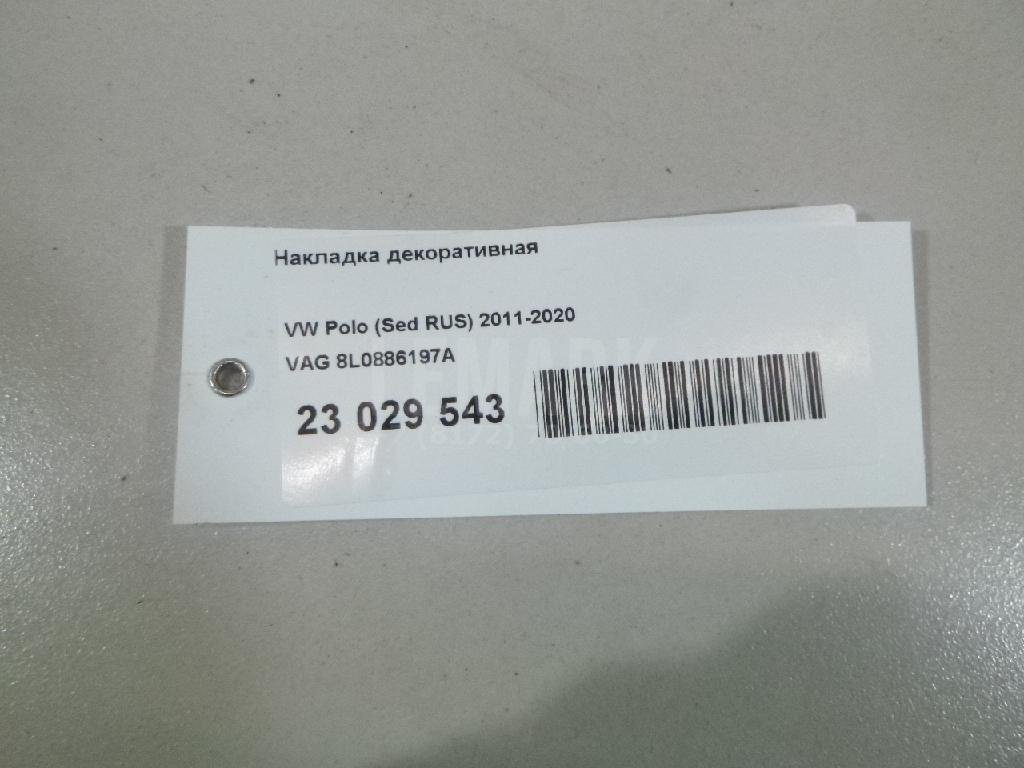 Накладка декоративная
VW Polo (Sed RUS) 2011-2020
VAG 8L0886197A
23 029 543